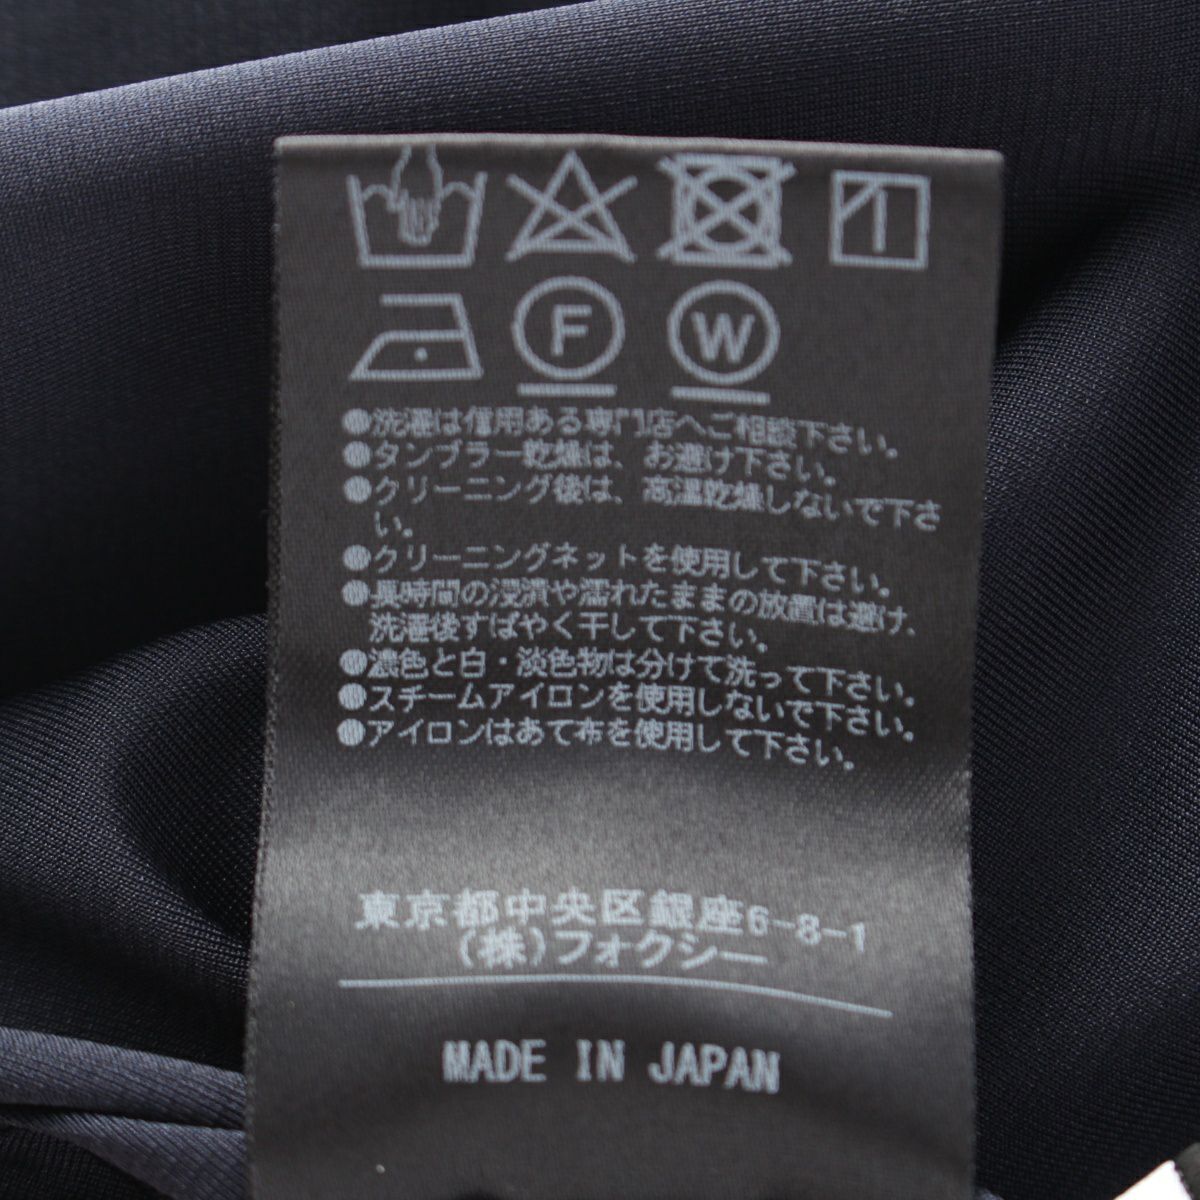 F W
●洗濯は信用ある専門店へご相談下さい。
●タンブラー乾燥は、お避け下さい。
●クリーニング後は、高温乾燥しないで下さ
い。
●クリーニングネットを使用して下さい。
●長時間の浸漬や濡れたままの放置は避け、
洗濯後すばやく干して下さい。
●濃色と白・淡色物は分けて洗って下さい。
●スチームアイロンを使用しないで下さい。
●アイロンはあて布を使用して下さい。
東京都中央区銀座6-8-1
(株)フォクシー
MADE IN JAPAN